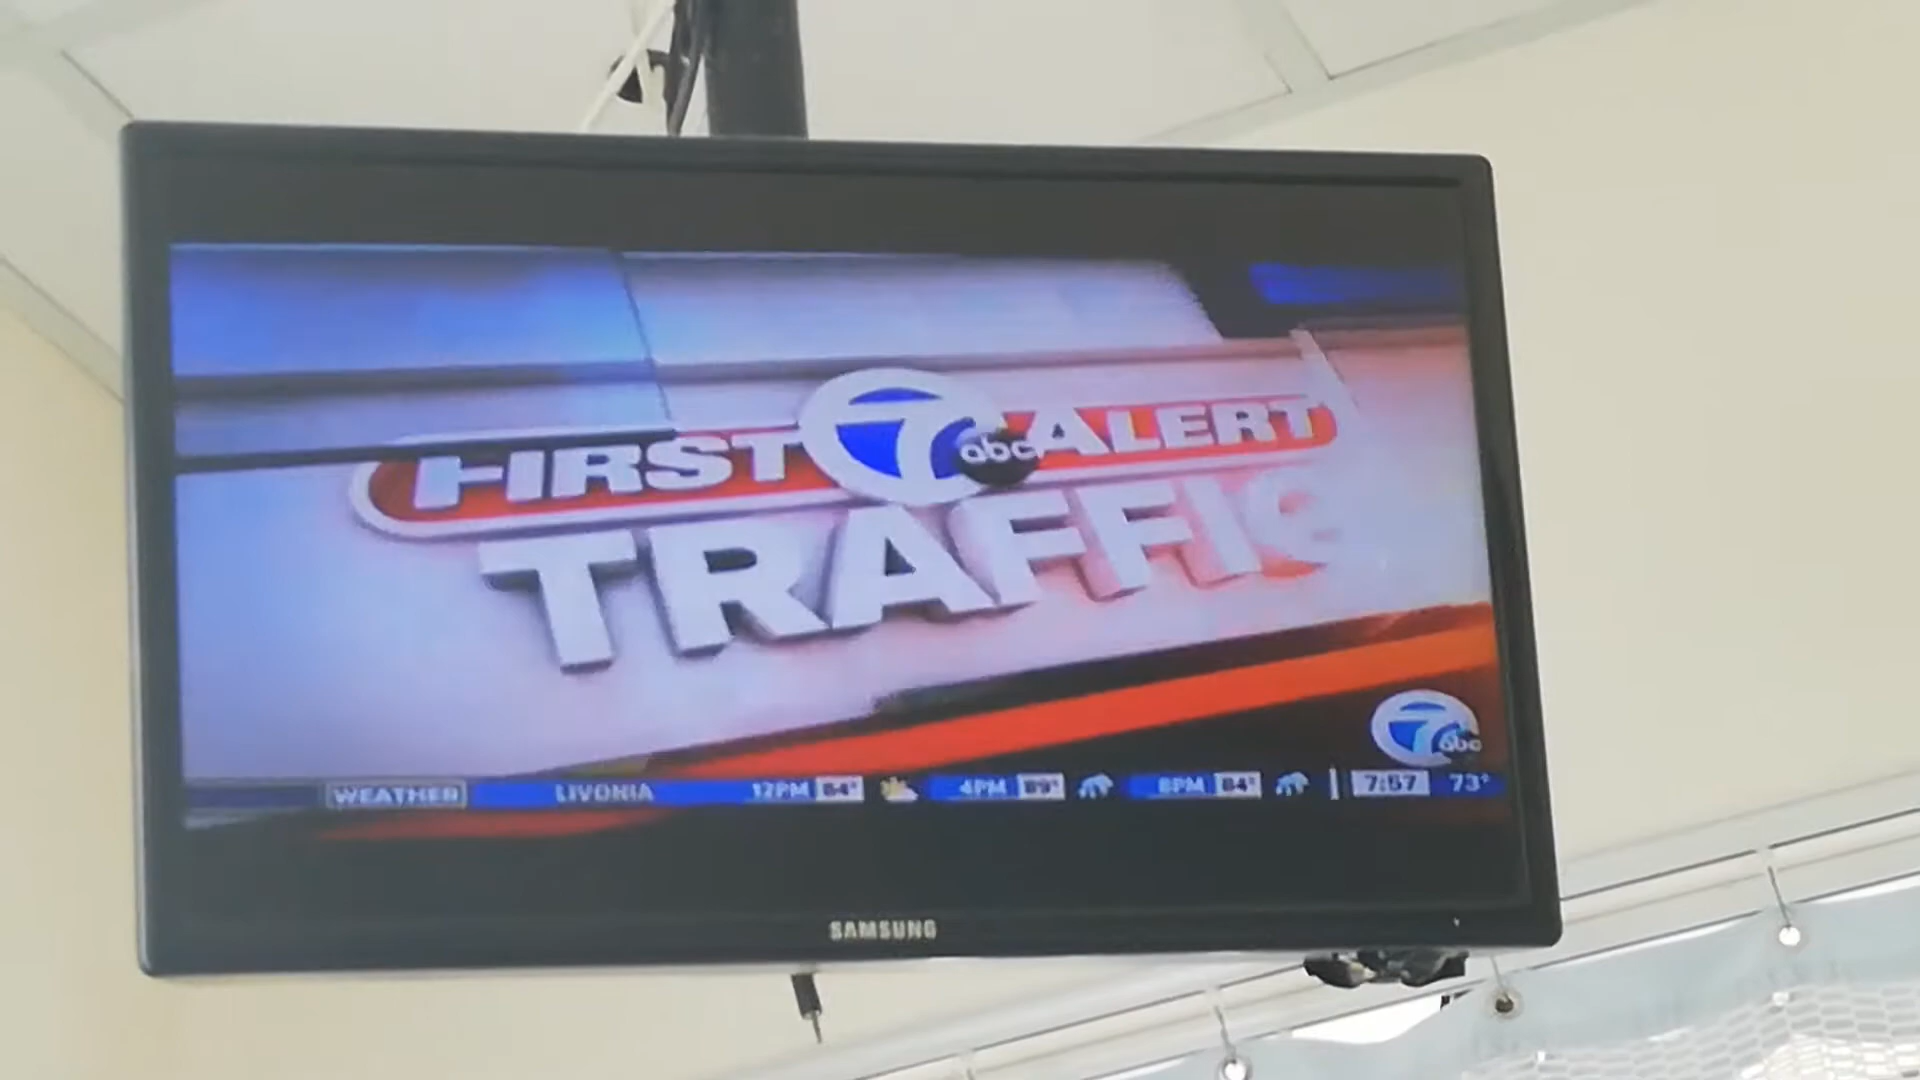 FIRST 7 abc ALERT
TRAFFIC
7 abc
WEATHER LIVONIA 12PM 84° 4PM 89° 8PM 84° 7:57 73°
SAMSUNG